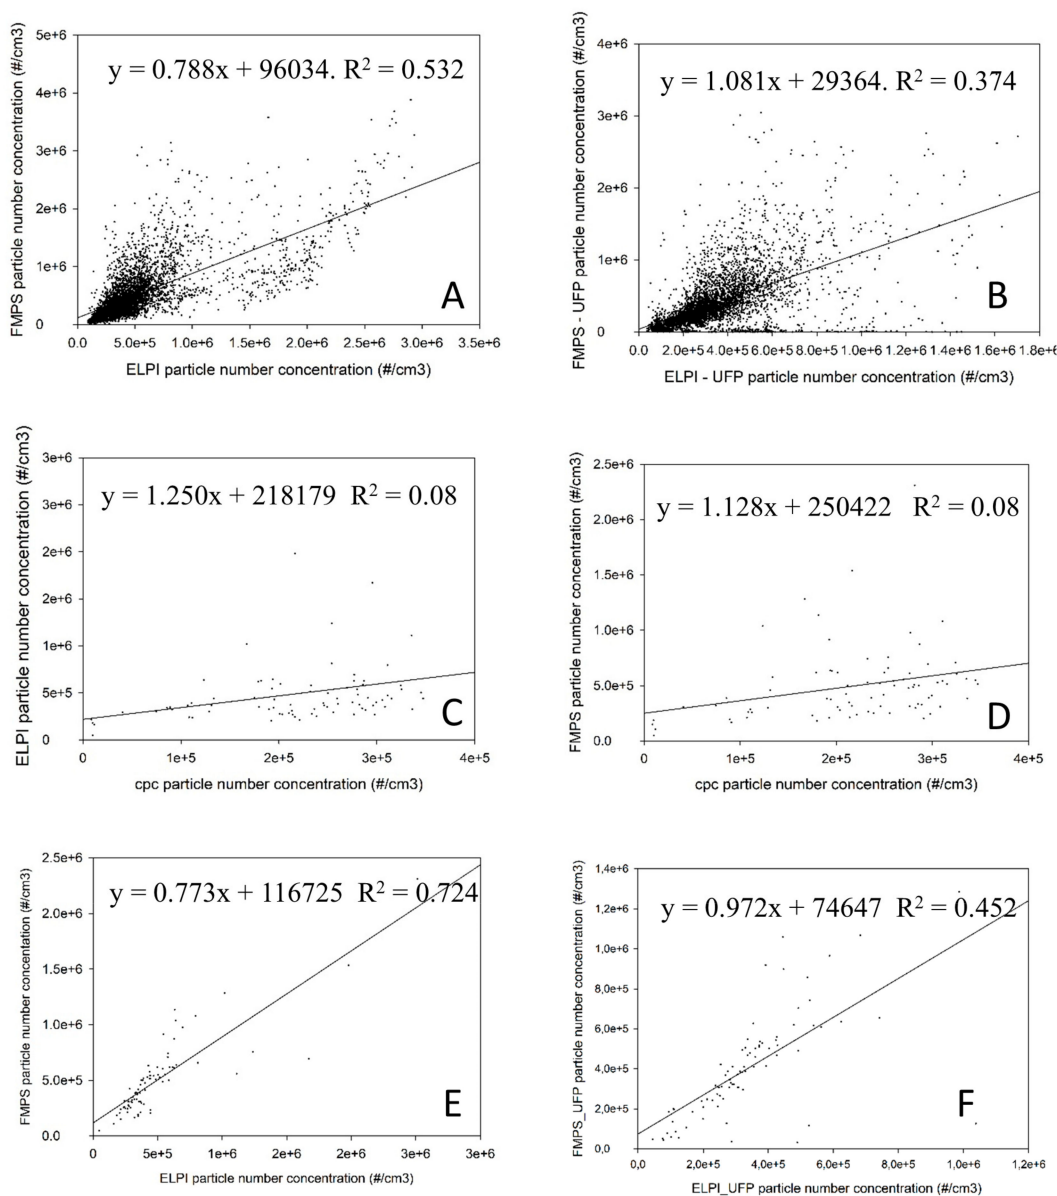 FMPS particle number concentration (#/cm3)
5e+6
4e+6
3e+6
2e+6
1e+6
0
y = 0.788x + 96034. R² = 0.532
A
0.0 5.0e+5 1.0e+6 1.5e+6 2.0e+6 2.5e+6 3.0e+6 3.5e+6
ELPI particle number concentration (#/cm3)
FMPS - UFP particle number concentration (#/cm3)
4e+6
3e+6
2e+6
1e+6
0
y = 1.081x + 29364. R² = 0.374
B
0.0 2.0e+5 4.0e+5 6.0e+5 8.0e+5 1.0e+6 1.2e+6 1.4e+6 1.6e+6 1.8e+6
ELPI - UFP particle number concentration (#/cm3)
ELPI particle number concentration (#/cm3)
3e+6
3e+6
2e+6
2e+6
1e+6
5e+5
0
y = 1.250x + 218179 R² = 0.08
C
0 1e+5 2e+5 3e+5 4e+5
cpc particle number concentration (#/cm3)
FMPS particle number concentration (#/cm3)
2.5e+6
2.0e+6
1.5e+6
1.0e+6
5.0e+5
0.0
y = 1.128x + 250422 R² = 0.08
D
0 1e+5 2e+5 3e+5 4e+5
cpc particle number concentration (#/cm3)
FMPS particle number concentation (#/cm3)
2.5e+6
2.0e+6
1.5e+6
1.0e+6
5.0e+5
0.0
y = 0.773x + 116725 R² = 0.724
E
0 5e+5 1e+6 2e+6 2e+6 3e+6 3e+6
ELPI particle number concentration (#/cm3)
FMPS_UFP particle number concentration (#/cm3)
1,4e+6
1,2e+6
1,0e+6
8,0e+5
6,0e+5
4,0e+5
2,0e+5
0,0
y = 0.972x + 74647 R² = 0.452
F
0,0 2,0e+5 4,0e+5 6,0e+5 8,0e+5 1,0e+6 1,2e+6
ELPI_UFP particle number concentration (#/cm3)